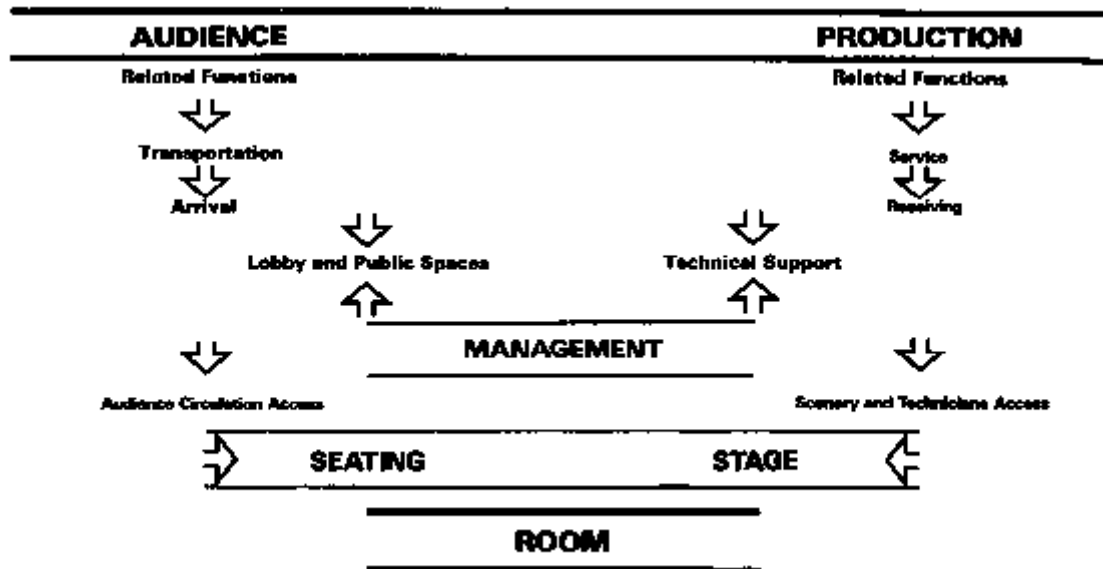 AUDIENCE PRODUCTION
Related Functions Related Functions
Transportation Service
Arrival Receiving
Lobby and Public Spaces Technical Support
MANAGEMENT
Audience Circulation Access Scenery and Technicians Access
SEATING STAGE
ROOM